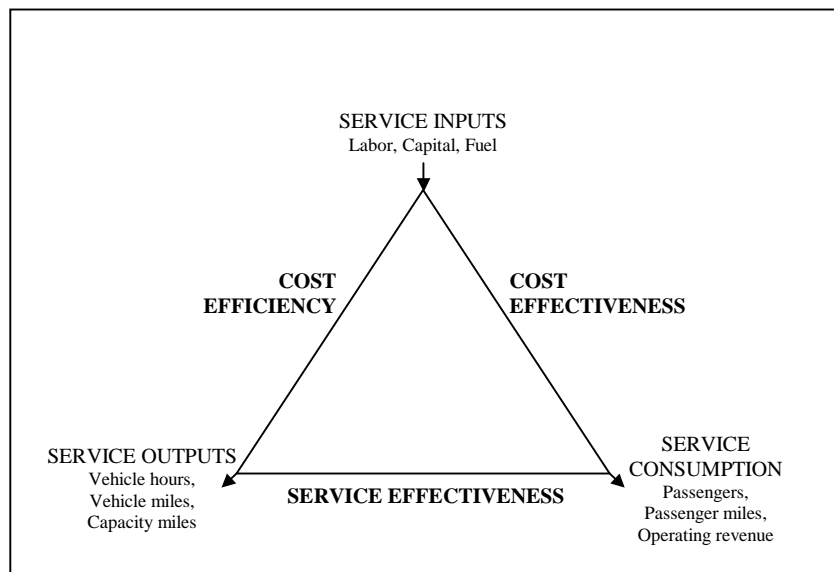 SERVICE INPUTS
Labor, Capital, Fuel
COST
EFFICIENCY
COST
EFFECTIVENESS
SERVICE OUTPUTS
Vehicle hours,
Vehicle miles,
Capacity miles
SERVICE EFFECTIVENESS
SERVICE
CONSUMPTION
Passengers,
Passenger miles,
Operating revenue